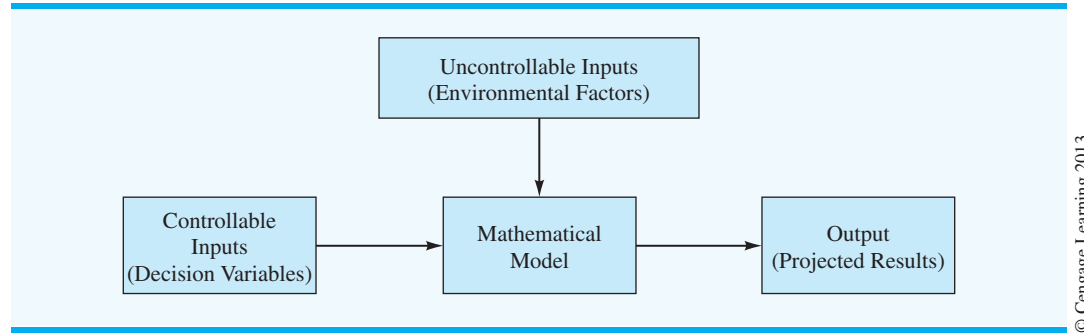 Uncontrollable Inputs
(Environmental Factors)
Controllable
Inputs
(Decision Variables)
Mathematical
Model
Output
(Projected Results)
© Cengage Learning 2013